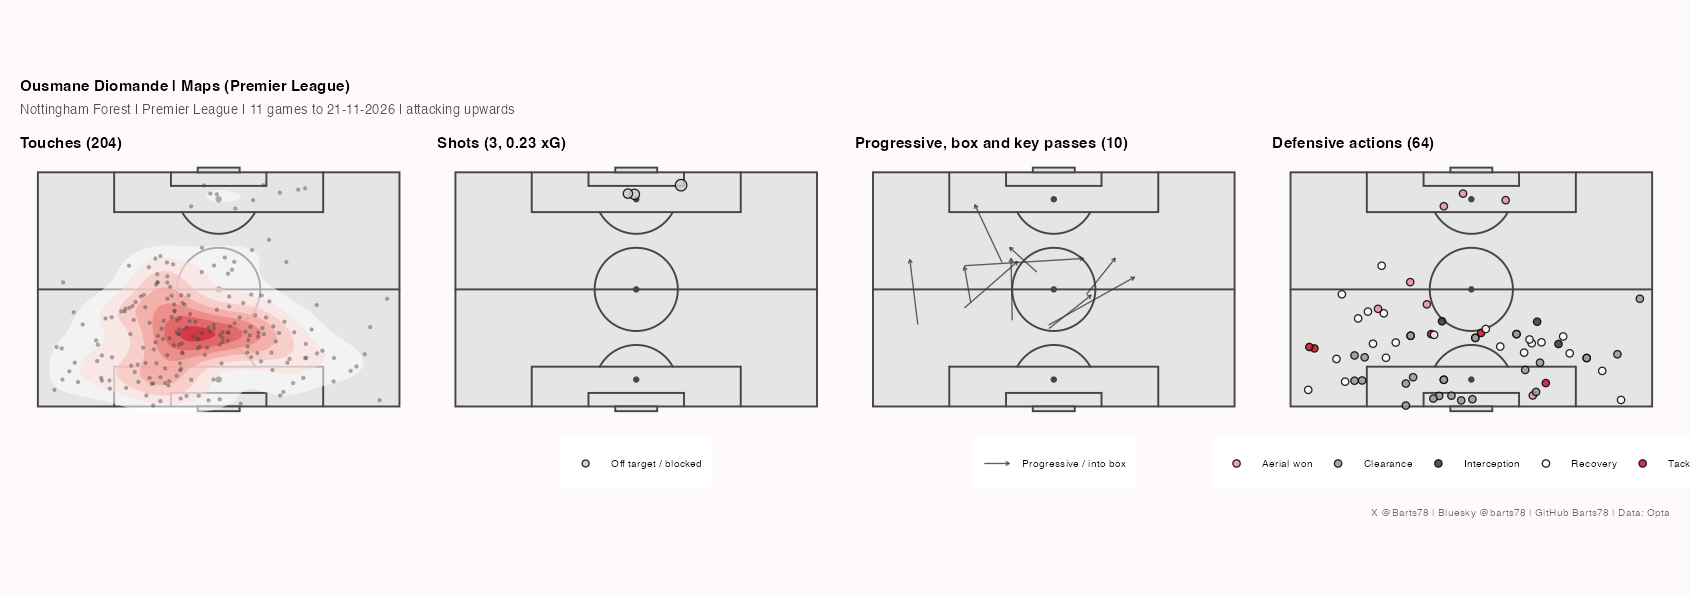 Ousmane Diomande | Maps (Premier League)
Nottingham Forest | Premier League | 11 games to 21-11-2026 | attacking upwards
Touches (204)
Shots (3, 0.23 xG)
Progressive, box and key passes (10)
Defensive actions (64)
Off target / blocked
Progressive / into box
Aerial won
Clearance
Interception
Recovery
Tack
X @Barts78 | Bluesky @barts78 | GitHub Barts78 | Data: Opta